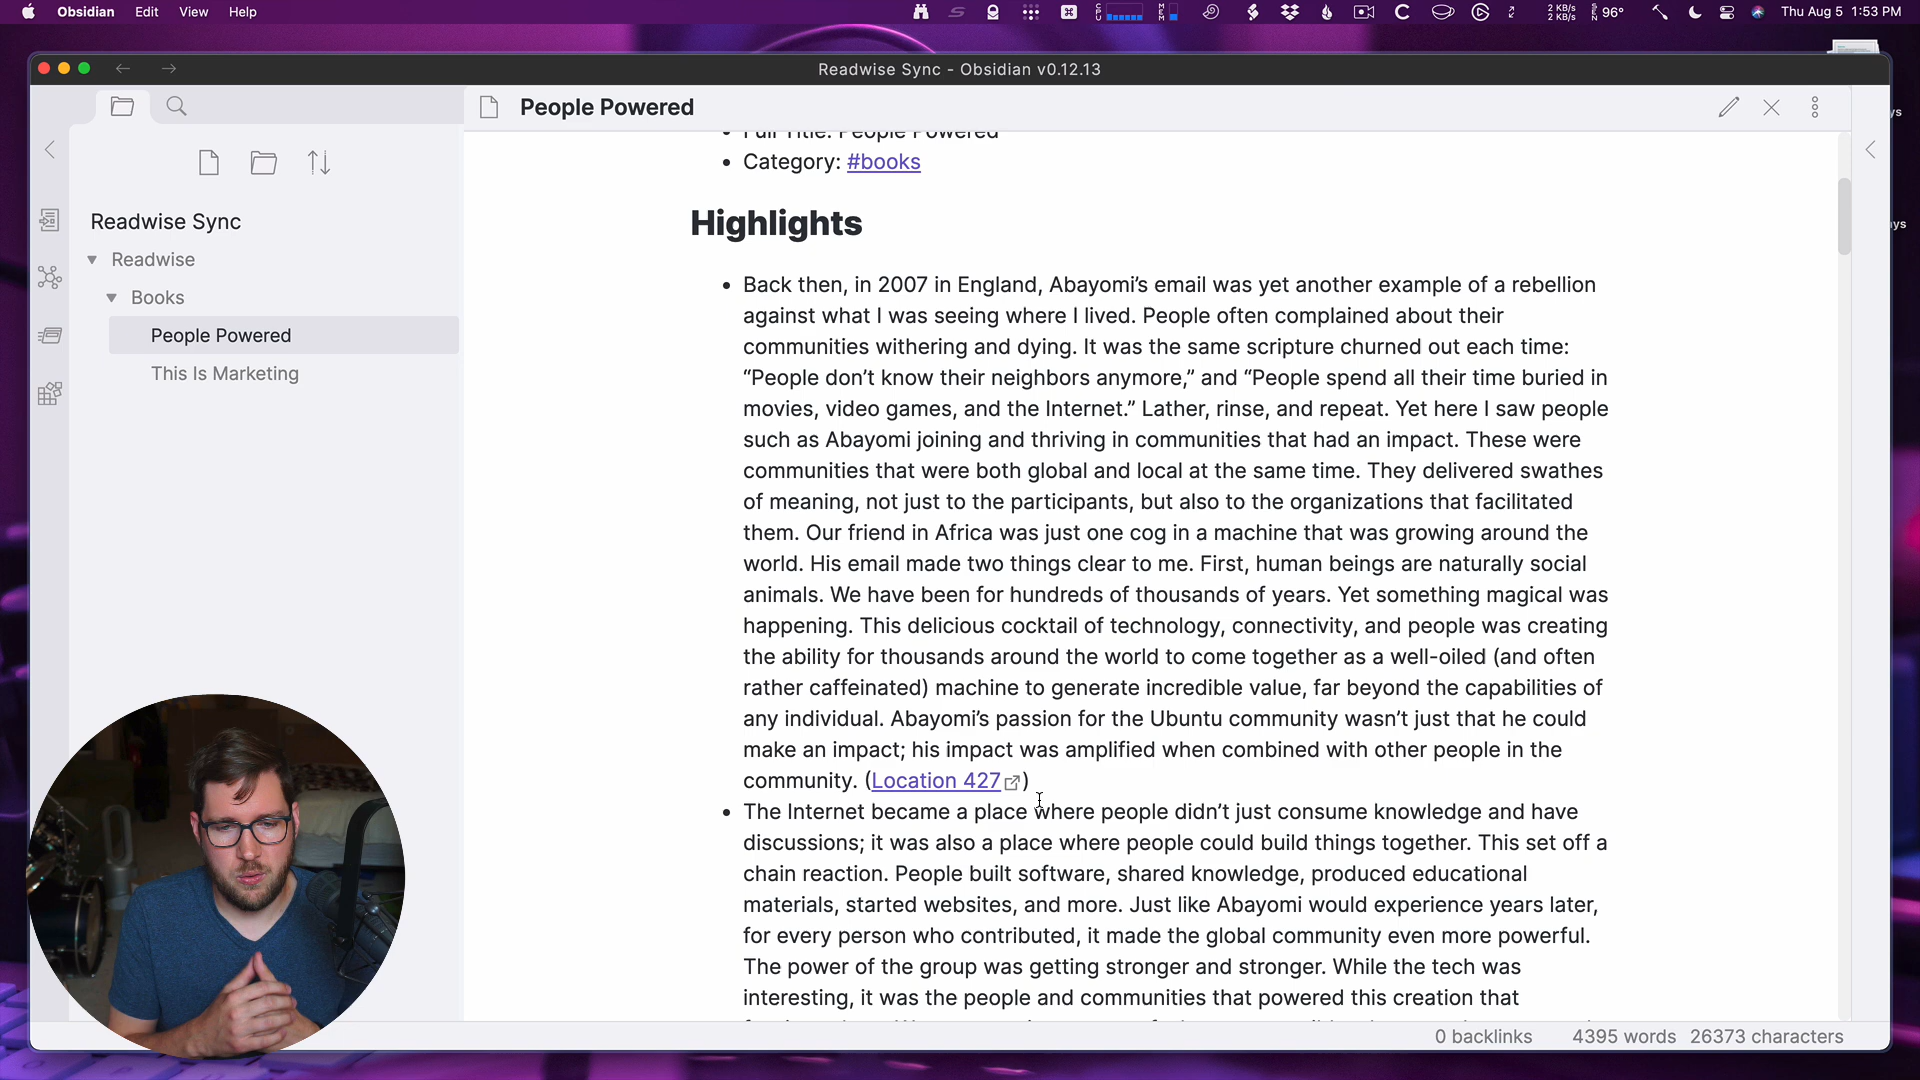 Obsidian Edit View Help
CPU MEM 2 KB/s 2 KB/s SEN 96° Thu Aug 5 1:53 PM
Readwise Sync - Obsidian v0.12.13
People Powered
ys
Full Title: People Powered
• Category: #books
Readwise Sync
Readwise
Books
People Powered
This Is Marketing
ys
Highlights
• Back then, in 2007 in England, Abayomi’s email was yet another example of a rebellion
against what I was seeing where I lived. People often complained about their
communities withering and dying. It was the same scripture churned out each time:
“People don’t know their neighbors anymore,” and “People spend all their time buried in
movies, video games, and the Internet.” Lather, rinse, and repeat. Yet here I saw people
such as Abayomi joining and thriving in communities that had an impact. These were
communities that were both global and local at the same time. They delivered swathes
of meaning, not just to the participants, but also to the organizations that facilitated
them. Our friend in Africa was just one cog in a machine that was growing around the
world. His email made two things clear to me. First, human beings are naturally social
animals. We have been for hundreds of thousands of years. Yet something magical was
happening. This delicious cocktail of technology, connectivity, and people was creating
the ability for thousands around the world to come together as a well-oiled (and often
rather caffeinated) machine to generate incredible value, far beyond the capabilities of
any individual. Abayomi’s passion for the Ubuntu community wasn’t just that he could
make an impact; his impact was amplified when combined with other people in the
community. (Location 427)
• The Internet became a place where people didn’t just consume knowledge and have
discussions; it was also a place where people could build things together. This set off a
chain reaction. People built software, shared knowledge, produced educational
materials, started websites, and more. Just like Abayomi would experience years later,
for every person who contributed, it made the global community even more powerful.
The power of the group was getting stronger and stronger. While the tech was
interesting, it was the people and communities that powered this creation that
0 backlinks 4395 words 26373 characters